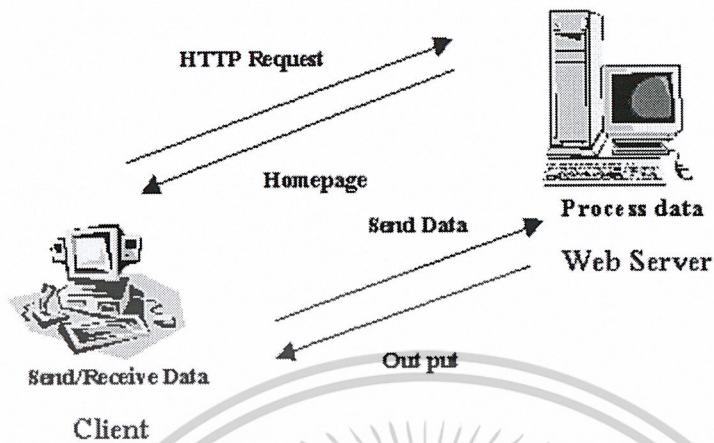 HTTP Request
Homepage
Process data
Send Data
Web Server
Out put
Send/Receive Data
Client